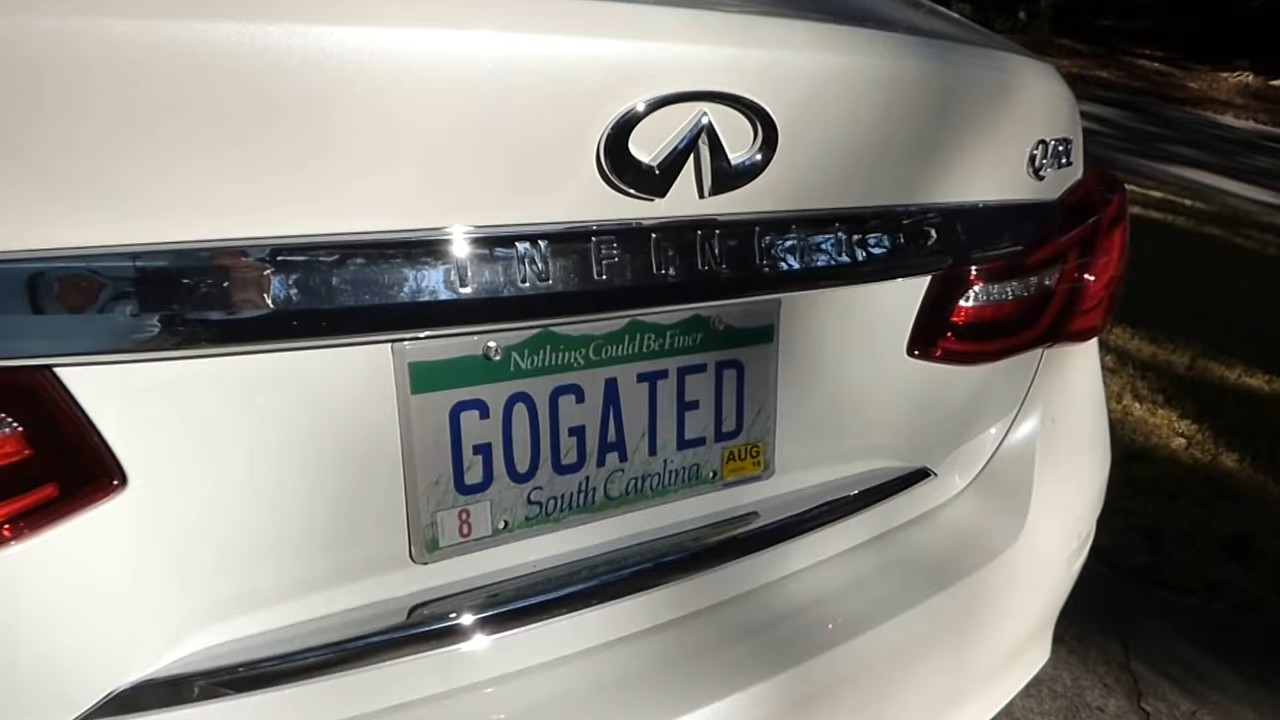 INFINITI
Nothing Could Be Finer
GOGATED
AUG
South Carolina
8